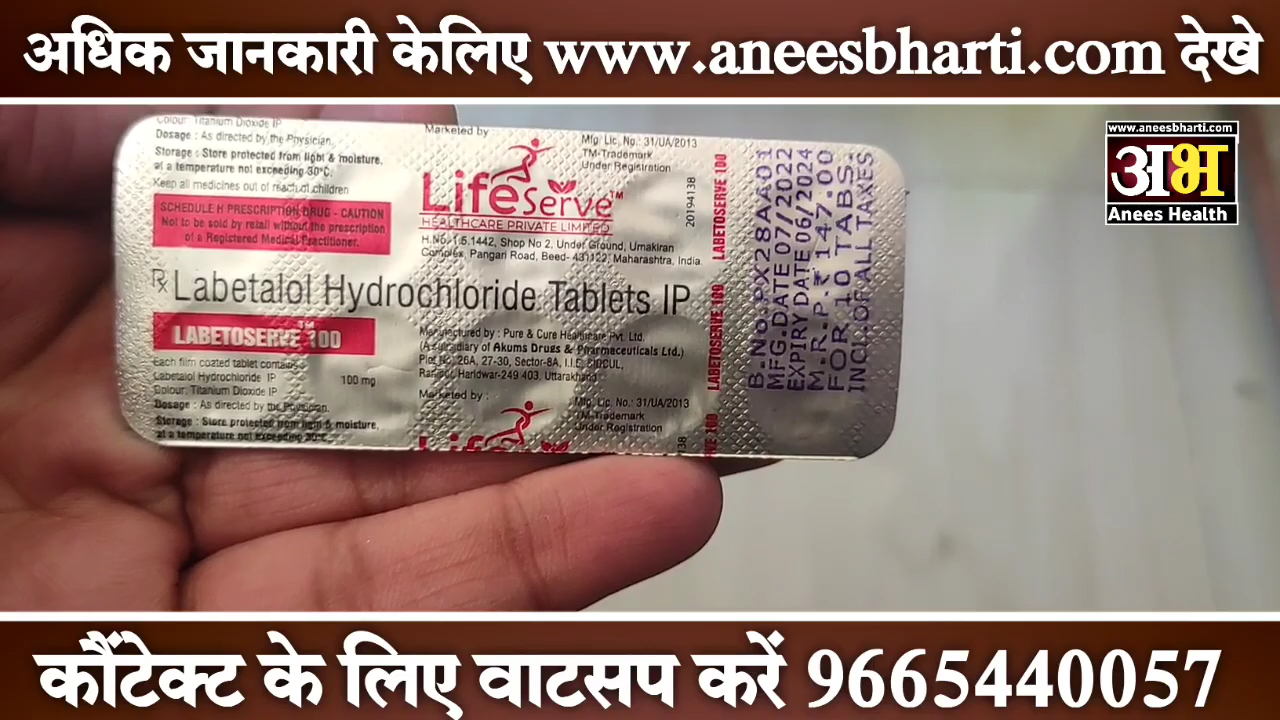 अधिक जानकारी केलिए www.aneesbharti.com देखे
www.aneesbharti.com
अभ
Anees Health
Colour: Titanium Dioxide IP
Dosage : As directed by the Physician.
Storage : Store protected from light & moisture,
at a temperature not exceeding 30°C.
Keep all medicines out of reach of children
SCHEDULE H PRESCRIPTION DRUG - CAUTION
Not to be sold by retail without the prescription
of a Registered Medical Practitioner.
Marketed by
LifeServe™
HEALTHCARE PRIVATE LIMITED
H.No. 1.5.1442, Shop No 2, Under Ground, Umakiran
Complex, Pangari Road, Beed- 431122, Maharashtra, India.
Mfg. Lic. No.: 31/UA/2013
TM-Trademark
Under Registration
20194138
Rx Labetalol Hydrochloride Tablets IP
LABETOSERVE™ 100
Each film coated tablet contains:
Labetalol Hydrochloride IP 100 mg
Colour: Titanium Dioxide IP
Dosage : As directed by the Physician.
Storage : Store protected from light & moisture,
at a temperature not exceeding 30°C.
Manufactured by : Pure & Cure Healthcare Pvt. Ltd.
(A subsidiary of Akums Drugs & Pharmaceuticals Ltd.)
Plot No. 26A, 27-30, Sector-8A, I.I.E. SIDCUL,
Ranipur, Haridwar-249 403, Uttarakhand
Marketed by :
LifeServe
Mfg. Lic. No.: 31/UA/2013
TM-Trademark
Under Registration
38
LABETOSERVE 100
LABETOSERVE 100
VE 100
B.No.PX28AA01
MFG.DATE 07/2022
EXPIRY DATE 06/2024
M.R.P.₹ 147.00
FOR 10 TABS.
INCL.OF ALL TAXES
कौंटेक्ट के लिए वाटसप करें 9665440057